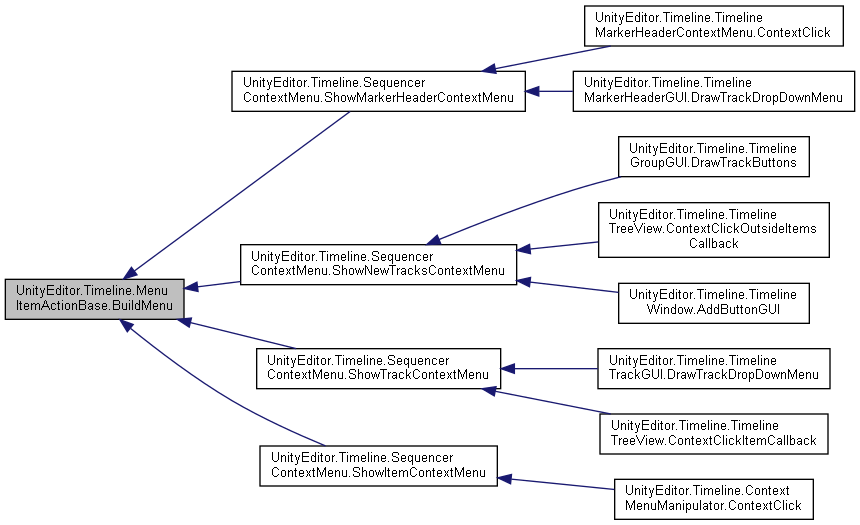 UnityEditor.Timeline.Timeline
MarkerHeaderContextMenu.ContextClick
UnityEditor.Timeline.Sequencer
ContextMenu.ShowMarkerHeaderContextMenu
UnityEditor.Timeline.Timeline
MarkerHeaderGUI.DrawTrackDropDownMenu
UnityEditor.Timeline.Timeline
GroupGUI.DrawTrackButtons
UnityEditor.Timeline.Timeline
TreeView.ContextClickOutsideItems
Callback
UnityEditor.Timeline.Sequencer
ContextMenu.ShowNewTracksContextMenu
UnityEditor.Timeline.Menu
ItemActionBase.BuildMenu
UnityEditor.Timeline.Timeline
Window.AddButtonGUI
UnityEditor.Timeline.Sequencer
ContextMenu.ShowTrackContextMenu
UnityEditor.Timeline.Timeline
TrackGUI.DrawTrackDropDownMenu
UnityEditor.Timeline.Timeline
TreeView.ContextClickItemCallback
UnityEditor.Timeline.Sequencer
ContextMenu.ShowItemContextMenu
UnityEditor.Timeline.Context
MenuManipulator.ContextClick